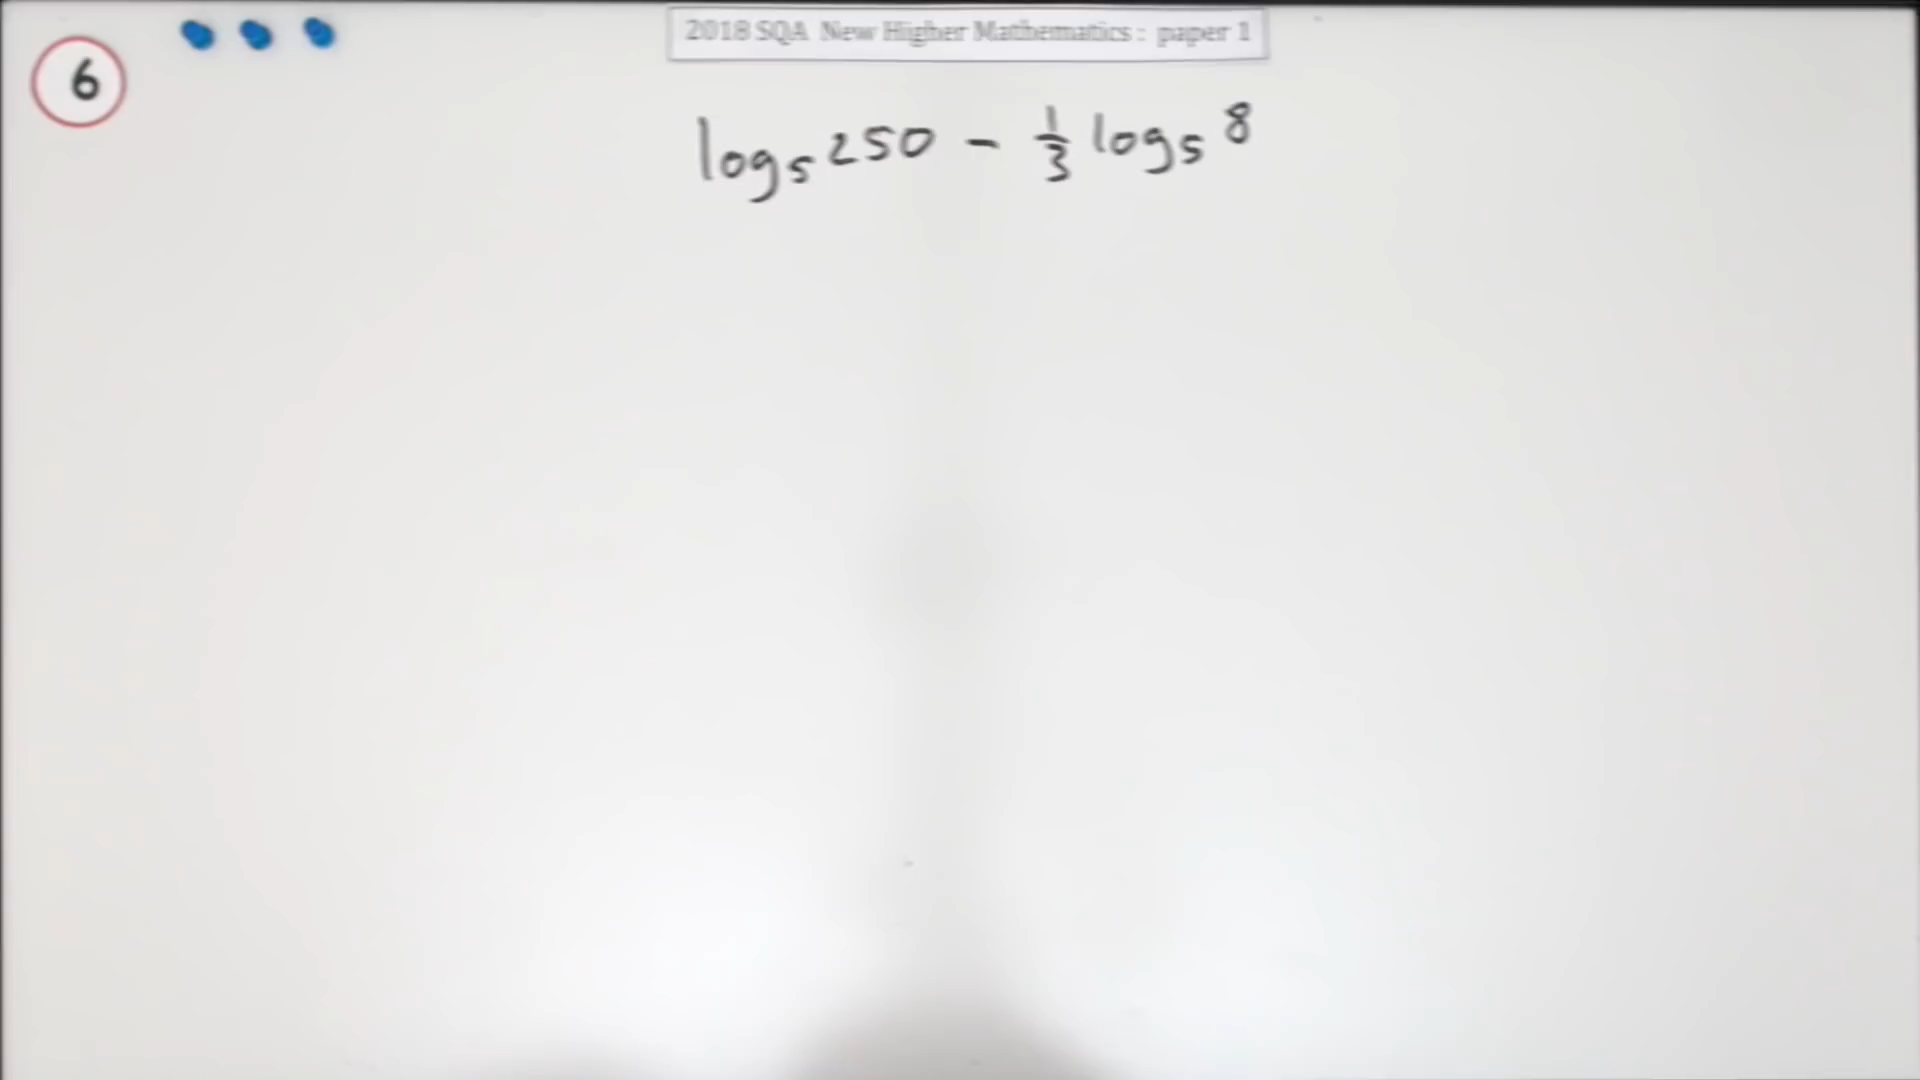 2018 SQA New Higher Mathematics : paper 1
6
log₅ 250 - ⅓ log₅ 8